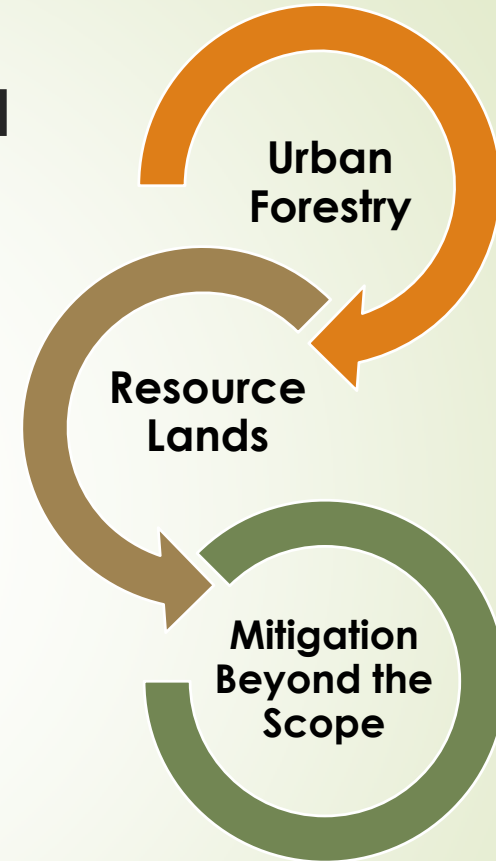 Urban
Forestry
Resource
Lands
Mitigation
Beyond the
Scope